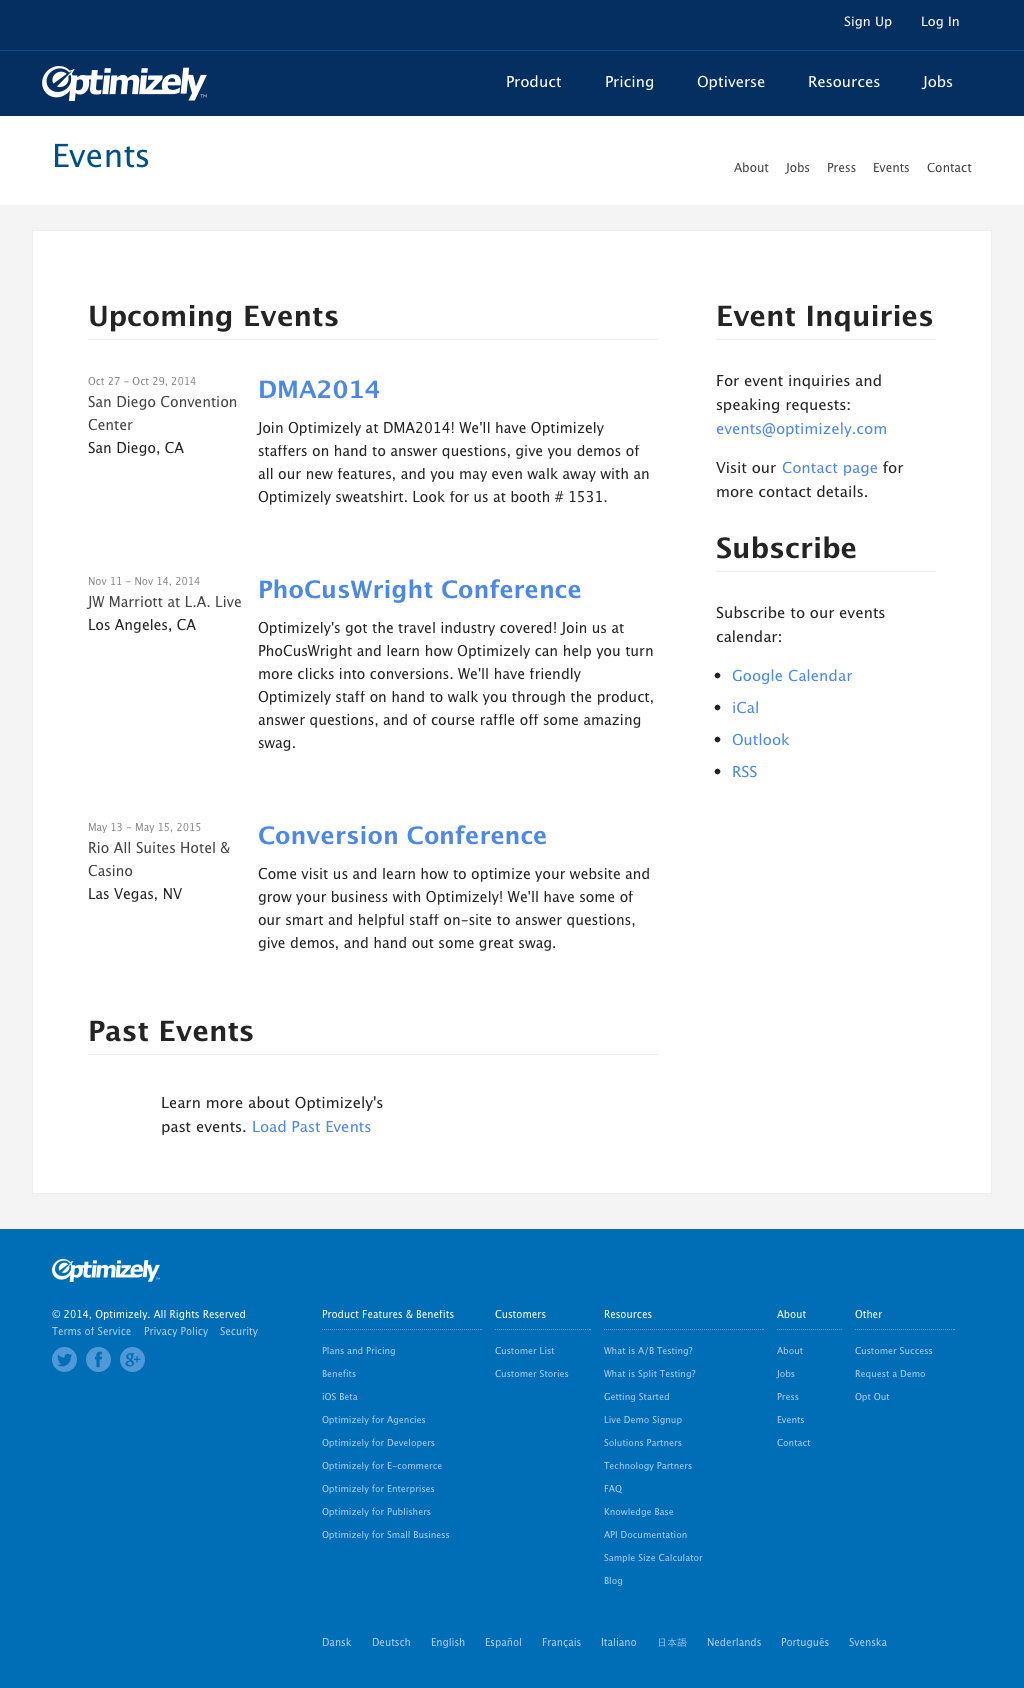 Sign Up Log In
Optimizely™
Product Pricing Optiverse Resources Jobs
Events
About Jobs Press Events Contact
Upcoming Events
Oct 27 - Oct 29, 2014
San Diego Convention
Center
San Diego, CA
DMA2014
Join Optimizely at DMA2014! We'll have Optimizely
staffers on hand to answer questions, give you demos of
all our new features, and you may even walk away with an
Optimizely sweatshirt. Look for us at booth # 1531.
Nov 11 - Nov 14, 2014
JW Marriott at L.A. Live
Los Angeles, CA
PhoCusWright Conference
Optimizely's got the travel industry covered! Join us at
PhoCusWright and learn how Optimizely can help you turn
more clicks into conversions. We'll have friendly
Optimizely staff on hand to walk you through the product,
answer questions, and of course raffle off some amazing
swag.
May 13 - May 15, 2015
Rio All Suites Hotel &
Casino
Las Vegas, NV
Conversion Conference
Come visit us and learn how to optimize your website and
grow your business with Optimizely! We'll have some of
our smart and helpful staff on-site to answer questions,
give demos, and hand out some great swag.
Past Events
Learn more about Optimizely's
past events. Load Past Events
Event Inquiries
For event inquiries and
speaking requests:
events@optimizely.com
Visit our Contact page for
more contact details.
Subscribe
Subscribe to our events
calendar:
• Google Calendar
• iCal
• Outlook
• RSS
Optimizely
© 2014, Optimizely. All Rights Reserved
Terms of Service Privacy Policy Security
Product Features & Benefits
Plans and Pricing
Benefits
iOS Beta
Optimizely for Agencies
Optimizely for Developers
Optimizely for E-commerce
Optimizely for Enterprises
Optimizely for Publishers
Optimizely for Small Business
Customers
Customer List
Customer Stories
Resources
What is A/B Testing?
What is Split Testing?
Getting Started
Live Demo Signup
Solutions Partners
Technology Partners
FAQ
Knowledge Base
API Documentation
Sample Size Calculator
Blog
About
About
Jobs
Press
Events
Contact
Other
Customer Success
Request a Demo
Opt Out
Dansk Deutsch English Español Français Italiano 日本語 Nederlands Português Svenska